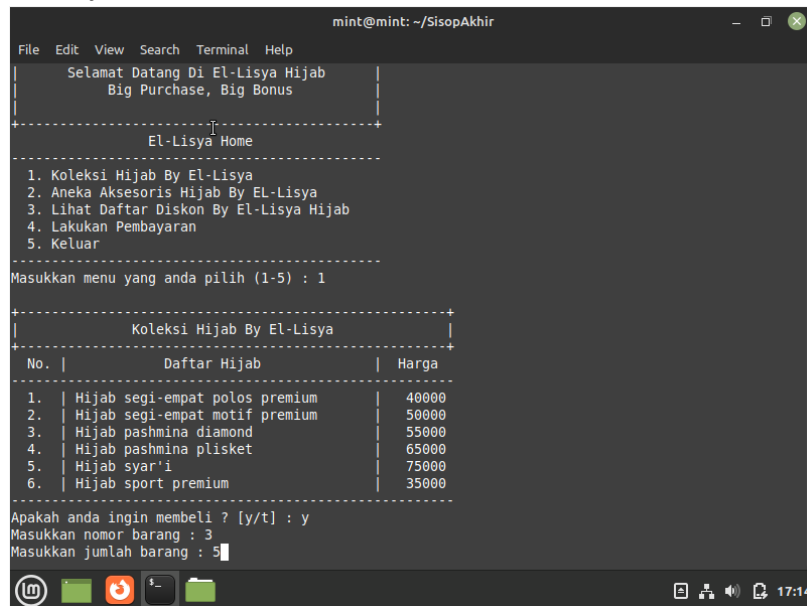 mint@mint: ~/SisopAkhir
File Edit View Search Terminal Help
| Selamat Datang Di El-Lisya Hijab |
| Big Purchase, Big Bonus |
| |
+--------------------------------------------+
El-Lisya Home
----------------------------------------------
1. Koleksi Hijab By El-Lisya
2. Aneka Aksesoris Hijab By EL-Lisya
3. Lihat Daftar Diskon By El-Lisya Hijab
4. Lakukan Pembayaran
5. Keluar
----------------------------------------------
Masukkan menu yang anda pilih (1-5) : 1
+-----------------------------------------------------+
| Koleksi Hijab By El-Lisya |
+-----------------------------------------------------+
No. | Daftar Hijab | Harga
-------------------------------------------------------
1. | Hijab segi-empat polos premium | 40000
2. | Hijab segi-empat motif premium | 50000
3. | Hijab pashmina diamond | 55000
4. | Hijab pashmina plisket | 65000
5. | Hijab syar'i | 75000
6. | Hijab sport premium | 35000
-------------------------------------------------------
Apakah anda ingin membeli ? [y/t] : y
Masukkan nomor barang : 3
Masukkan jumlah barang : 5